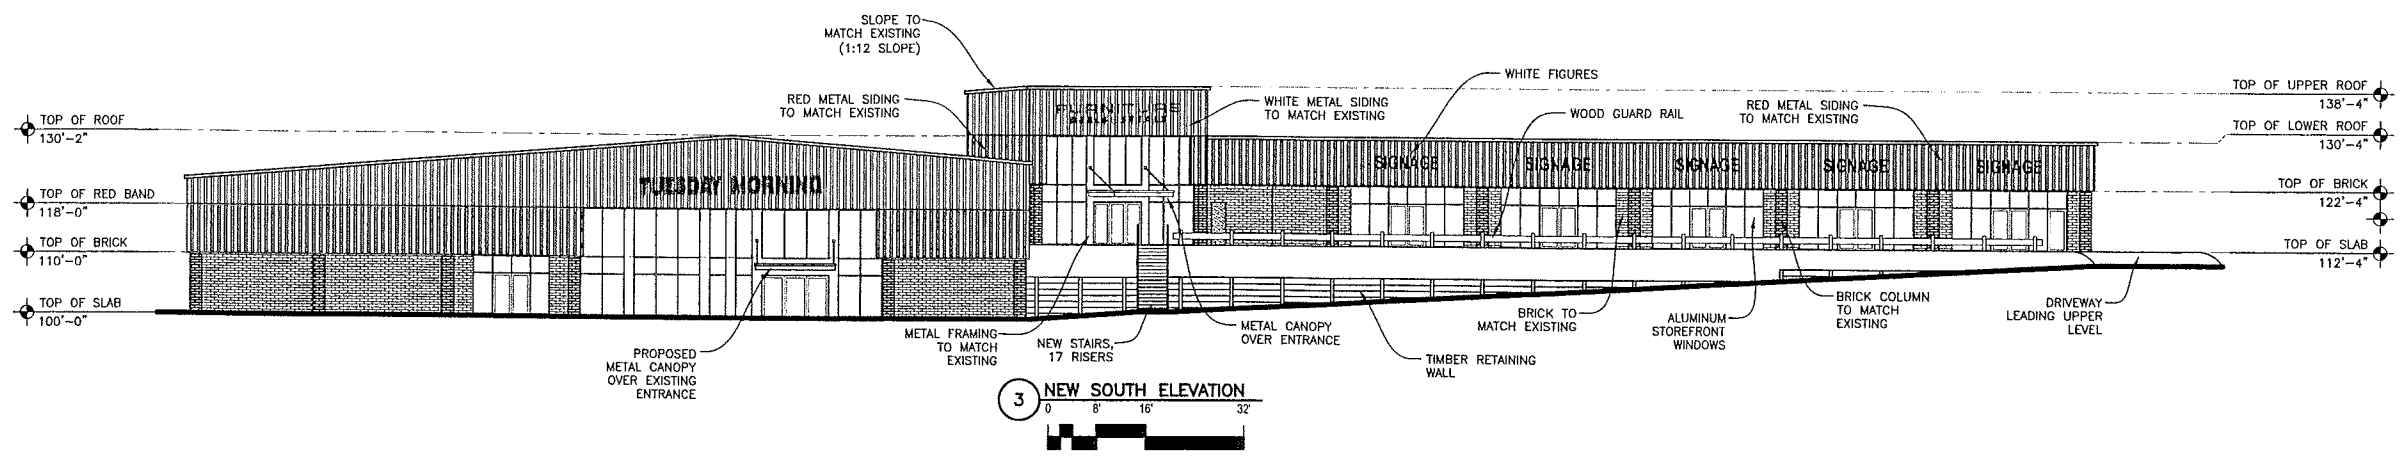 SLOPE TO
MATCH EXISTING
(1:12 SLOPE)
RED METAL SIDING
TO MATCH EXISTING
WHITE METAL SIDING
TO MATCH EXISTING
WHITE FIGURES
WOOD GUARD RAIL
RED METAL SIDING
TO MATCH EXISTING
TOP OF UPPER ROOF
138'-4"
TOP OF LOWER ROOF
130'-4"
TOP OF BRICK
122'-4"
TOP OF SLAB
112'-4"
TOP OF ROOF
130'-2"
TOP OF RED BAND
118'-0"
TOP OF BRICK
110'-0"
TOP OF SLAB
100'-0"
TUESDAY MORNING
SIGNAGE
SIGNAGE
SIGNAGE
SIGNAGE
SIGNAGE
PROPOSED
METAL CANOPY
OVER EXISTING
ENTRANCE
METAL FRAMING
TO MATCH
EXISTING
NEW STAIRS,
17 RISERS
METAL CANOPY
OVER ENTRANCE
TIMBER RETAINING
WALL
BRICK TO
MATCH EXISTING
ALUMINUM
STOREFRONT
WINDOWS
BRICK COLUMN
TO MATCH
EXISTING
DRIVEWAY
LEADING UPPER
LEVEL
3 NEW SOUTH ELEVATION
0 8' 16' 32'